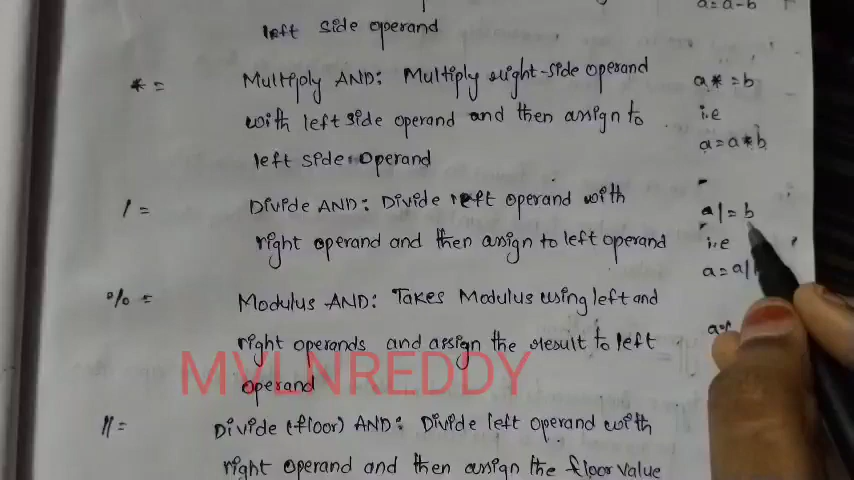 a=a-b
left side operand
*= Multiply AND: Multiply right-side operand a*=b
with left side operand and then assign to i.e
left side operand a=a*b
/= Divide AND: Divide left operand with a/=b
right operand and then assign to left operand i.e
a=a/
%= Modulus AND: Takes Modulus using left and
right operands and assign the result to left
MVLNREDDY
operand
//= Divide (floor) AND: Divide left operand with
right operand and then assign the floor value